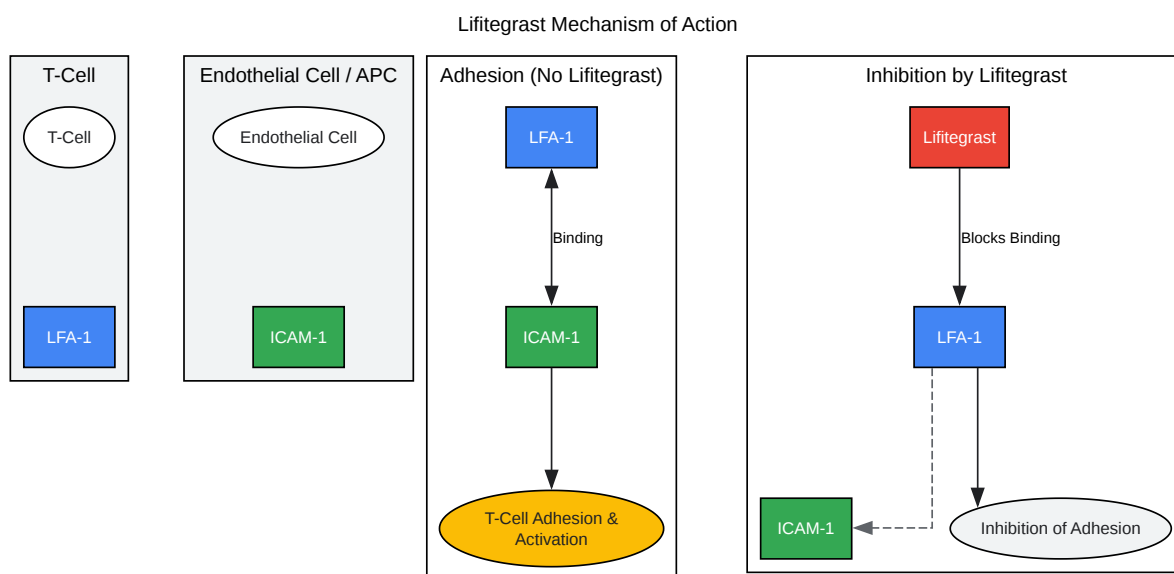 Lifitegrast Mechanism of Action
T-Cell
T-Cell
LFA-1
Endothelial Cell / APC
Endothelial Cell
ICAM-1
Adhesion (No Lifitegrast)
LFA-1
Binding
ICAM-1
T-Cell Adhesion &
Activation
Inhibition by Lifitegrast
Lifitegrast
Blocks Binding
LFA-1
ICAM-1
Inhibition of Adhesion